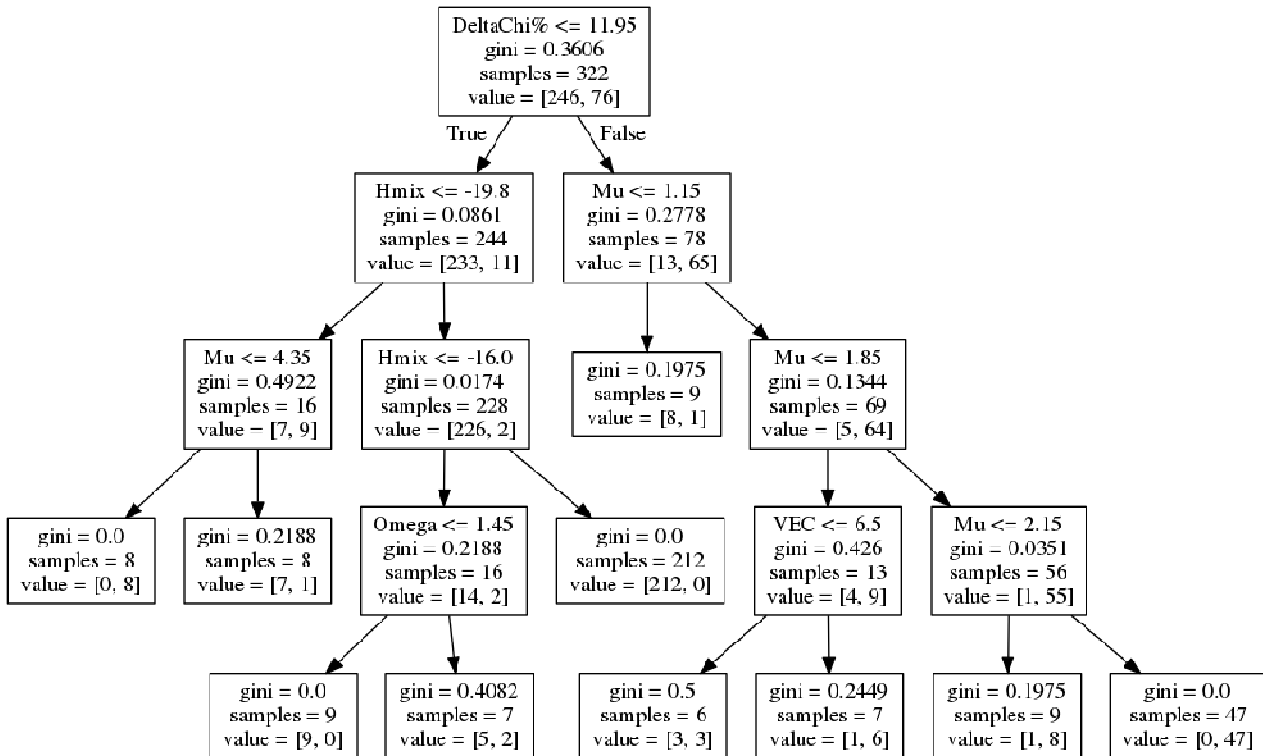 DeltaChi% <= 11.95
gini = 0.3606
samples = 322
value = [246, 76]
True
False
Hmix <= -19.8
gini = 0.0861
samples = 244
value = [233, 11]
Mu <= 1.15
gini = 0.2778
samples = 78
value = [13, 65]
Mu <= 4.35
gini = 0.4922
samples = 16
value = [7, 9]
Hmix <= -16.0
gini = 0.0174
samples = 228
value = [226, 2]
gini = 0.1975
samples = 9
value = [8, 1]
Mu <= 1.85
gini = 0.1344
samples = 69
value = [5, 64]
gini = 0.0
samples = 8
value = [0, 8]
gini = 0.2188
samples = 8
value = [7, 1]
Omega <= 1.45
gini = 0.2188
samples = 16
value = [14, 2]
gini = 0.0
samples = 212
value = [212, 0]
VEC <= 6.5
gini = 0.426
samples = 13
value = [4, 9]
Mu <= 2.15
gini = 0.0351
samples = 56
value = [1, 55]
gini = 0.0
samples = 9
value = [9, 0]
gini = 0.4082
samples = 7
value = [5, 2]
gini = 0.5
samples = 6
value = [3, 3]
gini = 0.2449
samples = 7
value = [1, 6]
gini = 0.1975
samples = 9
value = [1, 8]
gini = 0.0
samples = 47
value = [0, 47]